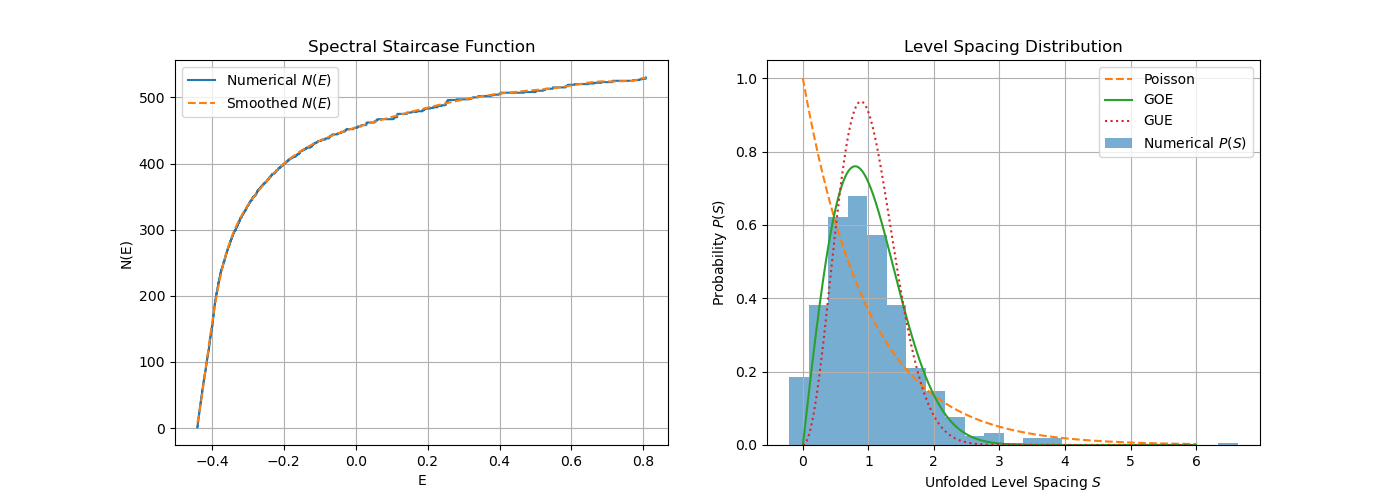 Spectral Staircase Function
Numerical N(E)
Smoothed N(E)
N(E)
500
400
300
200
100
0
−0.4
−0.2
0.0
0.2
0.4
0.6
0.8
E
Level Spacing Distribution
Poisson
GOE
GUE
Numerical P(S)
Probability P(S)
1.0
0.8
0.6
0.4
0.2
0.0
0
1
2
3
4
5
6
Unfolded Level Spacing S